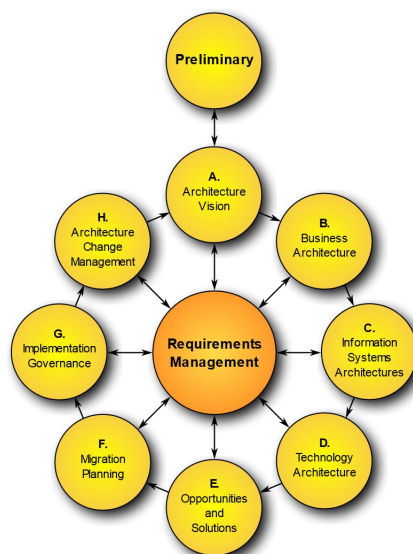 Preliminary
A.
Architecture
Vision
B.
Business
Architecture
C.
Information
Systems
Architectures
D.
Technology
Architecture
E.
Opportunities
and
Solutions
F.
Migration
Planning
G.
Implementation
Governance
H.
Architecture
Change
Management
Requirements
Management